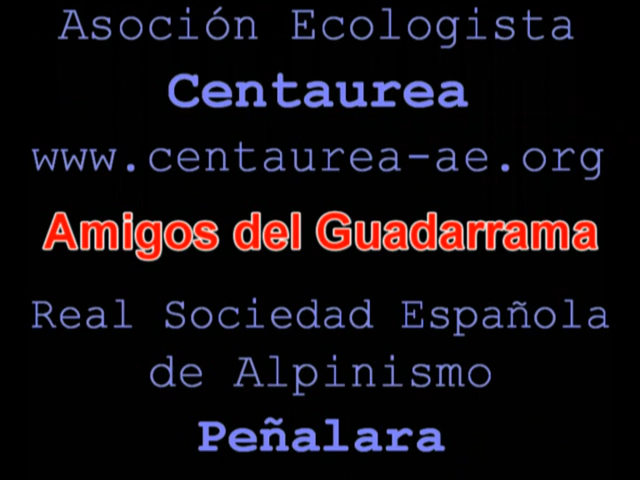 Asoción Ecologista
Centaurea
www.centaurea-ae.org
Amigos del Guadarrama
Real Sociedad Española
de Alpinismo
Peñalara